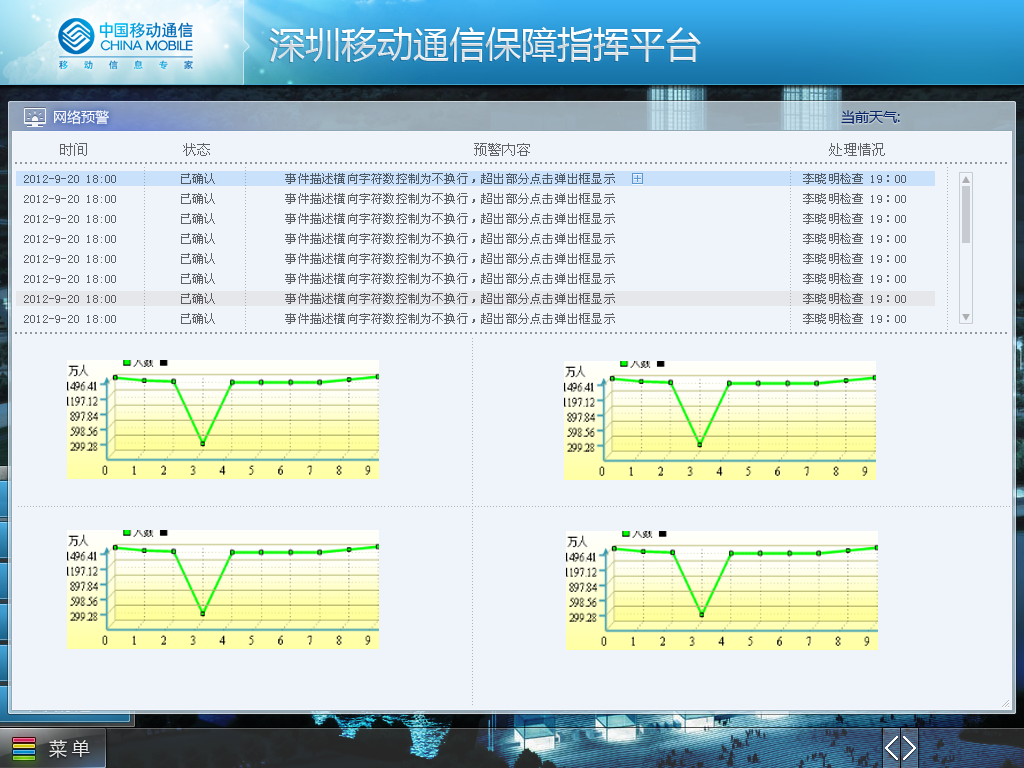 中国移动通信
CHINA MOBILE
移动信息专家
深圳移动通信保障指挥平台
网络预警 当前天气:
时间 状态 预警内容 处理情况
2012-9-20 18:00 已确认 事件描述横向字符数控制为不换行，超出部分点击弹出框显示 李晓明检查 19：00
2012-9-20 18:00 已确认 事件描述横向字符数控制为不换行，超出部分点击弹出框显示 李晓明检查 19：00
2012-9-20 18:00 已确认 事件描述横向字符数控制为不换行，超出部分点击弹出框显示 李晓明检查 19：00
2012-9-20 18:00 已确认 事件描述横向字符数控制为不换行，超出部分点击弹出框显示 李晓明检查 19：00
2012-9-20 18:00 已确认 事件描述横向字符数控制为不换行，超出部分点击弹出框显示 李晓明检查 19：00
2012-9-20 18:00 已确认 事件描述横向字符数控制为不换行，超出部分点击弹出框显示 李晓明检查 19：00
2012-9-20 18:00 已确认 事件描述横向字符数控制为不换行，超出部分点击弹出框显示 李晓明检查 19：00
2012-9-20 18:00 已确认 事件描述横向字符数控制为不换行，超出部分点击弹出框显示 李晓明检查 19：00
人数
万人
1496.41
1197.12
897.84
598.56
299.28
0 1 2 3 4 5 6 7 8 9
人数
万人
1496.41
1197.12
897.84
598.56
299.28
0 1 2 3 4 5 6 7 8 9
人数
万人
1496.41
1197.12
897.84
598.56
299.28
0 1 2 3 4 5 6 7 8 9
人数
万人
1496.41
1197.12
897.84
598.56
299.28
0 1 2 3 4 5 6 7 8 9
菜单